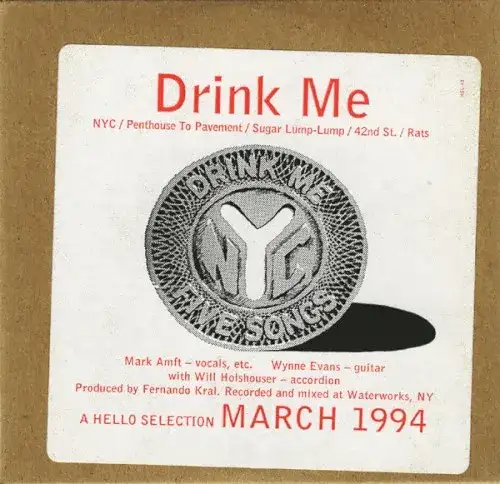 Drink Me
NYC / Penthouse To Pavement / Sugar Lump-Lump / 42nd St. / Rats
DRINK ME
NYC
FIVE SONGS
Mark Amft – vocals, etc. Wynne Evans – guitar
with Will Holshouser – accordion
Produced by Fernando Kral. Recorded and mixed at Waterworks, NY
A HELLO SELECTION MARCH 1994